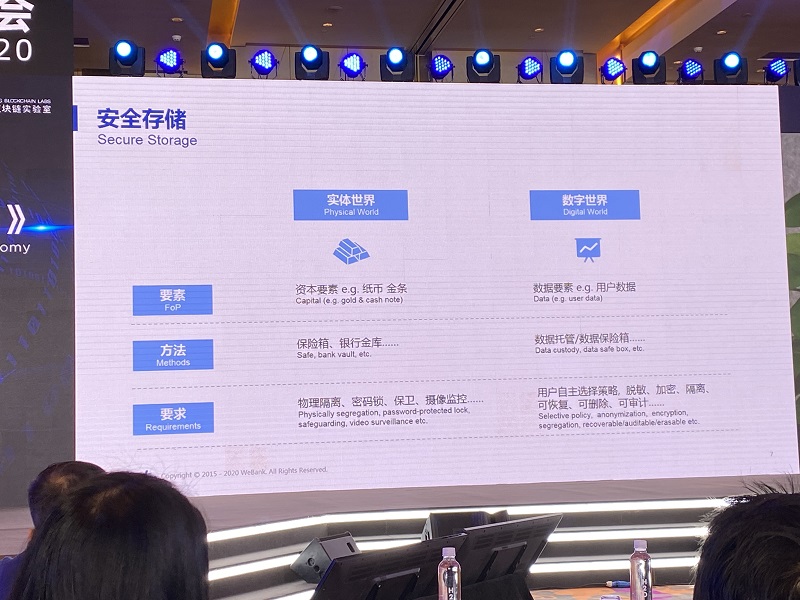 会
20
G BLOCKCHAIN LABS
块链实验室
omy
安全存储
Secure Storage
实体世界
Physical World
数字世界
Digital World
要素
FoP
资本要素 e.g. 纸币 金条
Capital (e.g. gold & cash note)
数据要素 e.g. 用户数据
Data (e.g. user data)
方法
Methods
保险箱、银行金库......
Safe, bank vault, etc.
数据托管/数据保险箱......
Data custody, data safe box, etc.
要求
Requirements
物理隔离、密码锁、保卫、摄像监控......
Physically segregation, password-protected lock,
safeguarding, video surveillance etc.
用户自主选择策略, 脱敏、加密、隔离、
可恢复、可删除、可审计......
Selective policy, anonymization, encryption,
segregation, recoverable/auditable/erasable etc.
Copyright © 2015 - 2020 WeBank. All Rights Reserved.
7